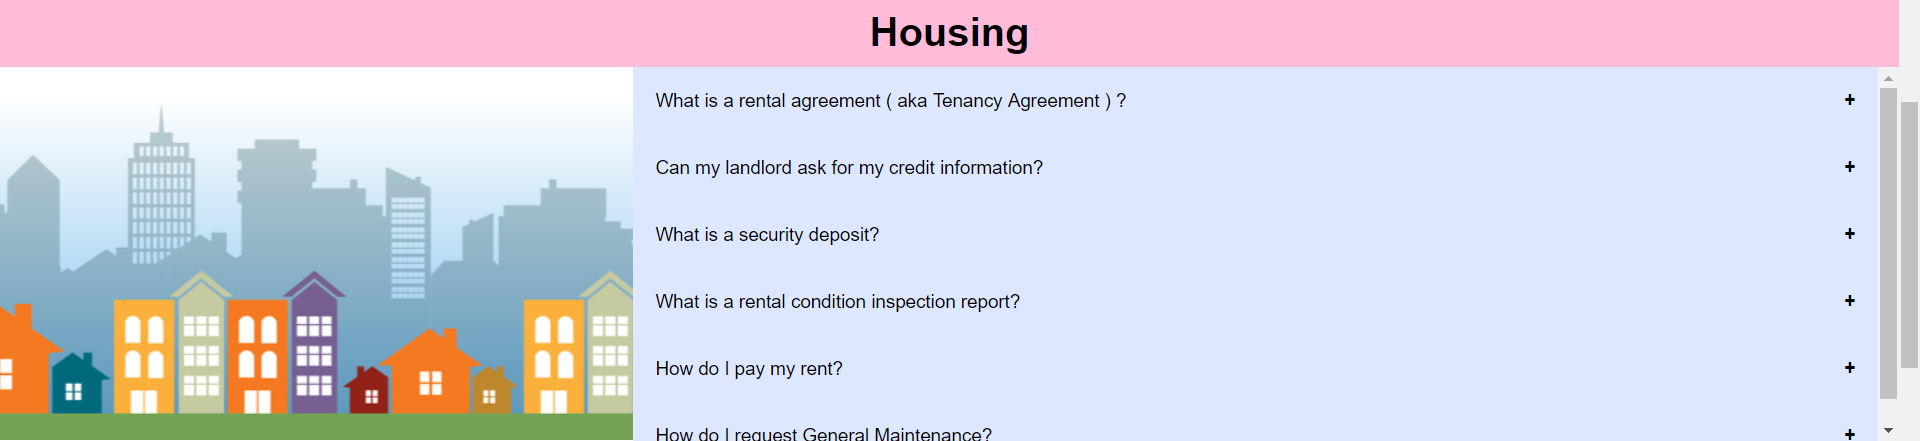 Housing
What is a rental agreement ( aka Tenancy Agreement ) ? +
Can my landlord ask for my credit information? +
What is a security deposit? +
What is a rental condition inspection report? +
How do I pay my rent? +
How do I request General Maintenance? +